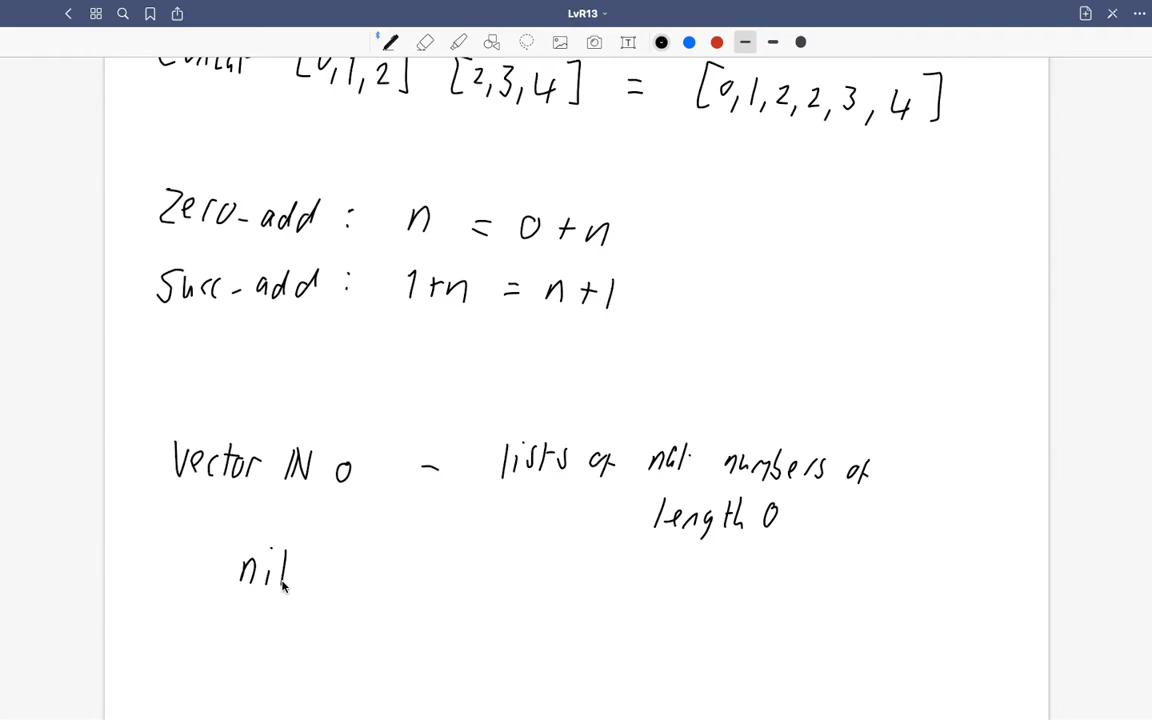 LvR13
[0,1,2] [2,3,4] = [0,1,2,2,3,4]
Zero-add : n = 0+n
Succ-add : 1+n = n+1
Vector ℕ 0 - lists of nat. numbers of
length 0
nil